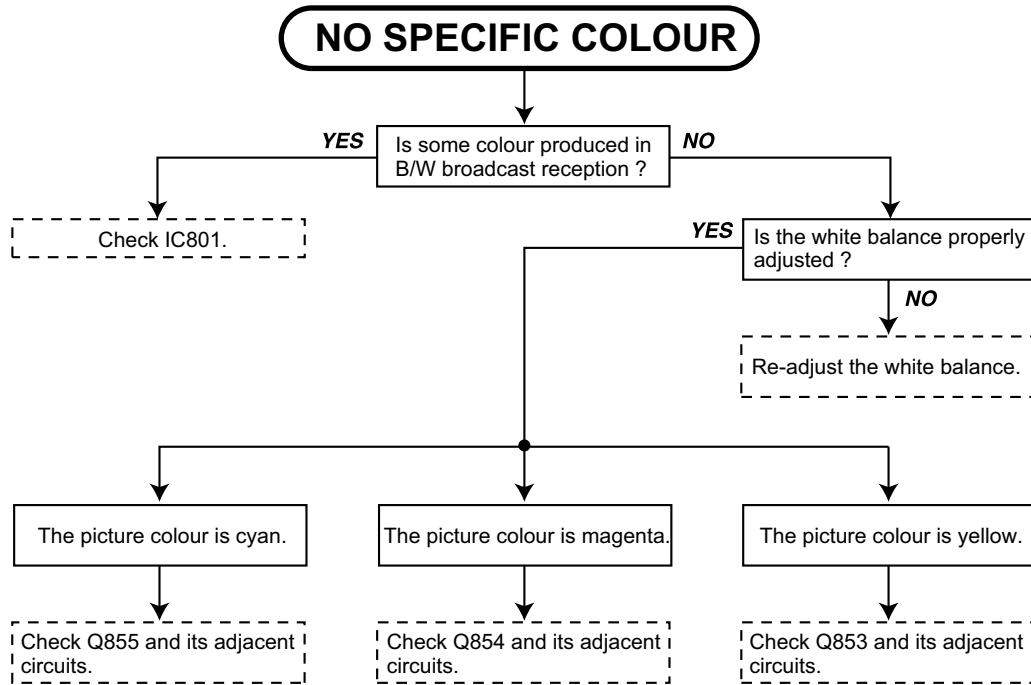 NO SPECIFIC COLOUR
YES
Is some colour produced in
B/W broadcast reception ?
NO
Check IC801.
YES
Is the white balance properly
adjusted ?
NO
Re-adjust the white balance.
The picture colour is cyan.
The picture colour is magenta.
The picture colour is yellow.
Check Q855 and its adjacent
circuits.
Check Q854 and its adjacent
circuits.
Check Q853 and its adjacent
circuits.